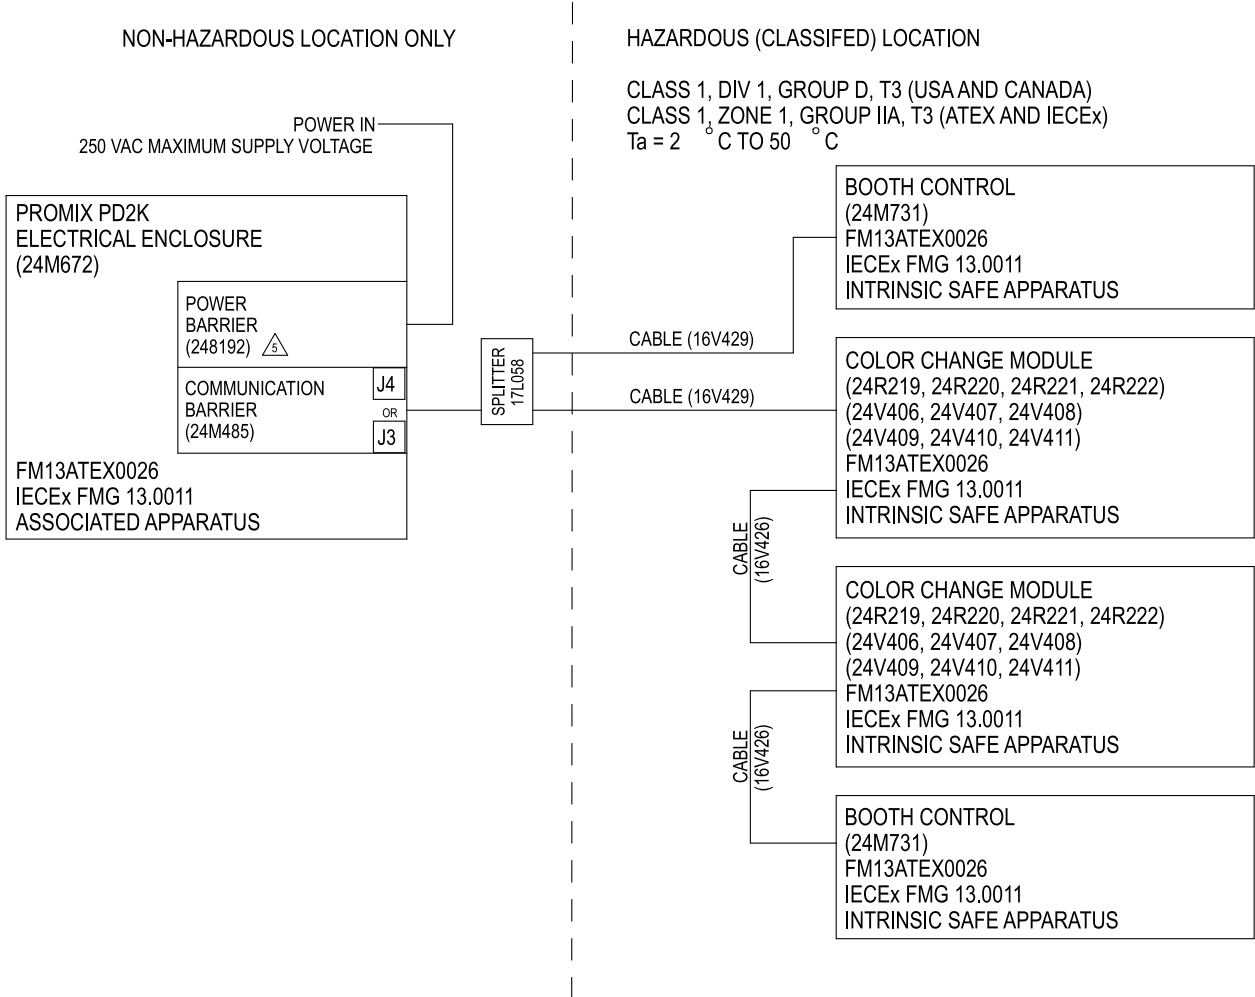 NON-HAZARDOUS LOCATION ONLY
HAZARDOUS (CLASSIFED) LOCATION
CLASS 1, DIV 1, GROUP D, T3 (USA AND CANADA)
CLASS 1, ZONE 1, GROUP IIA, T3 (ATEX AND IECEx)
Ta = 2 °C TO 50 °C
POWER IN
250 VAC MAXIMUM SUPPLY VOLTAGE
PROMIX PD2K
ELECTRICAL ENCLOSURE
(24M672)
POWER
BARRIER
(248192) 5
COMMUNICATION
BARRIER
(24M485)
J4
OR
J3
FM13ATEX0026
IECEx FMG 13.0011
ASSOCIATED APPARATUS
SPLITTER
17L058
CABLE (16V429)
CABLE (16V429)
BOOTH CONTROL
(24M731)
FM13ATEX0026
IECEx FMG 13.0011
INTRINSIC SAFE APPARATUS
COLOR CHANGE MODULE
(24R219, 24R220, 24R221, 24R222)
(24V406, 24V407, 24V408)
(24V409, 24V410, 24V411)
FM13ATEX0026
IECEx FMG 13.0011
INTRINSIC SAFE APPARATUS
CABLE
(16V426)
COLOR CHANGE MODULE
(24R219, 24R220, 24R221, 24R222)
(24V406, 24V407, 24V408)
(24V409, 24V410, 24V411)
FM13ATEX0026
IECEx FMG 13.0011
INTRINSIC SAFE APPARATUS
CABLE
(16V426)
BOOTH CONTROL
(24M731)
FM13ATEX0026
IECEx FMG 13.0011
INTRINSIC SAFE APPARATUS